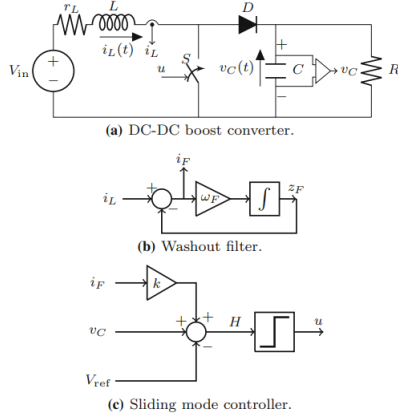 r_L L D
i_L(t) i_L
V_in + − u S v_C(t) + − C v_C R
(a) DC-DC boost converter.
i_F
i_L + − ω_F ∫ z_F
(b) Washout filter.
i_F k
v_C + + − H u
V_ref
(c) Sliding mode controller.